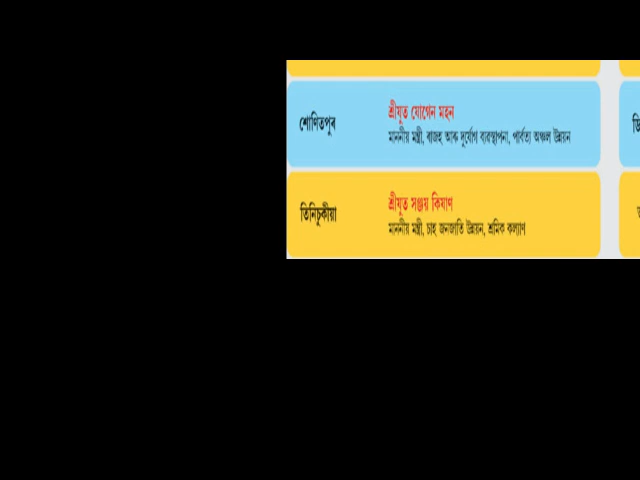 শোণিতপুৰ
শ্ৰীযুত যোগেন মহন
মাননীয় মন্ত্ৰী, ৰাজহ আৰু দুৰ্যোগ ব্যৱস্থাপনা, পাৰ্বত্য অঞ্চল উন্নয়ন
তিনিচুকীয়া
শ্ৰীযুত সঞ্জয় কিষাণ
মাননীয় মন্ত্ৰী, চাহ জনজাতি উন্নয়ন, শ্ৰমিক কল্যাণ